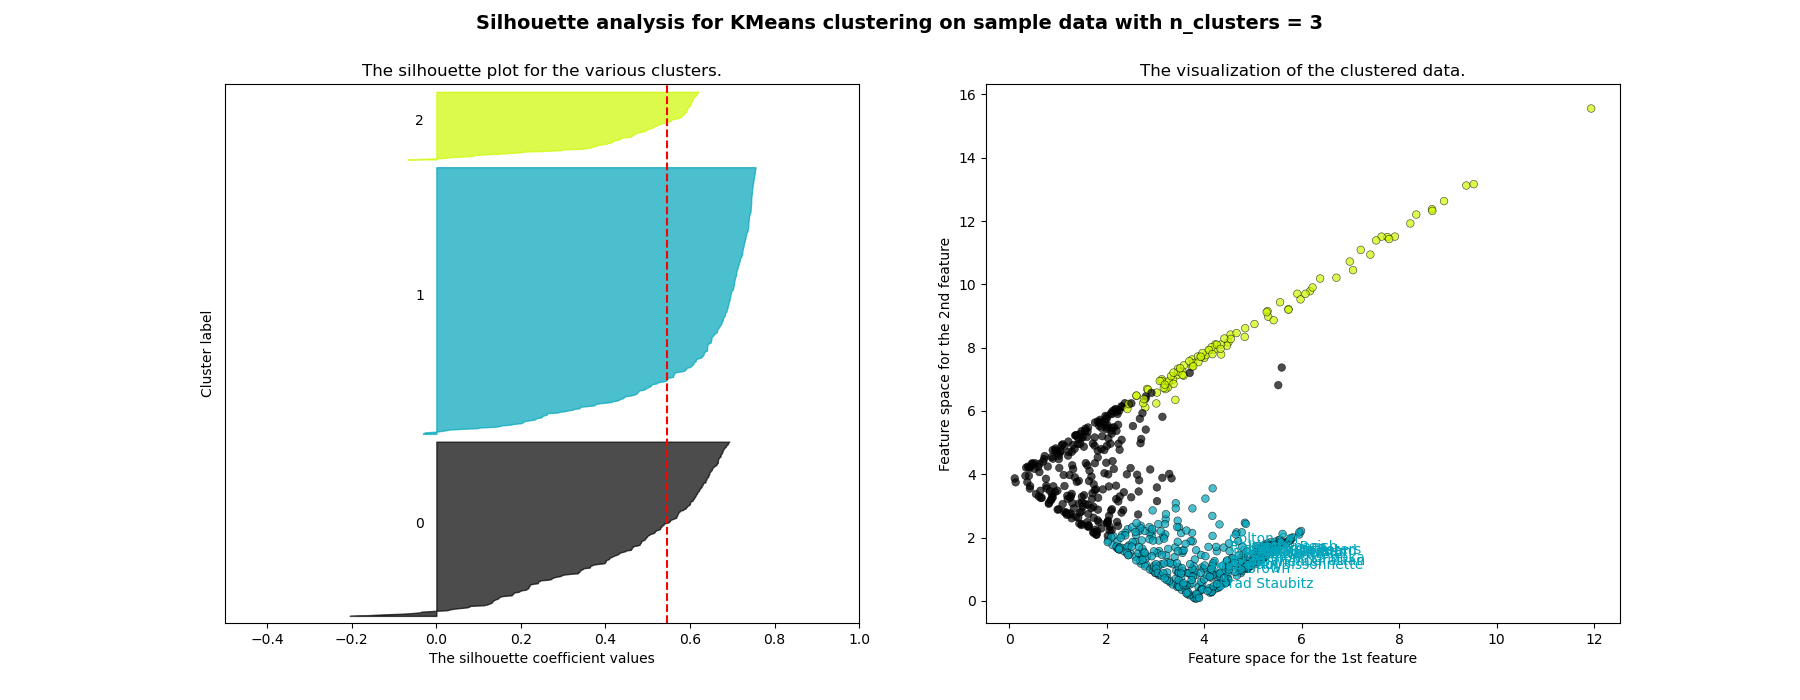 Silhouette analysis for KMeans clustering on sample data with n_clusters = 3
The silhouette plot for the various clusters.
2
1
0
Cluster label
−0.4 −0.2 0.0 0.2 0.4 0.6 0.8 1.0
The silhouette coefficient values
The visualization of the clustered data.
16
14
12
10
8
6
4
2
0
Feature space for the 2nd feature
Brown
Staubitz
0 2 4 6 8 10 12
Feature space for the 1st feature